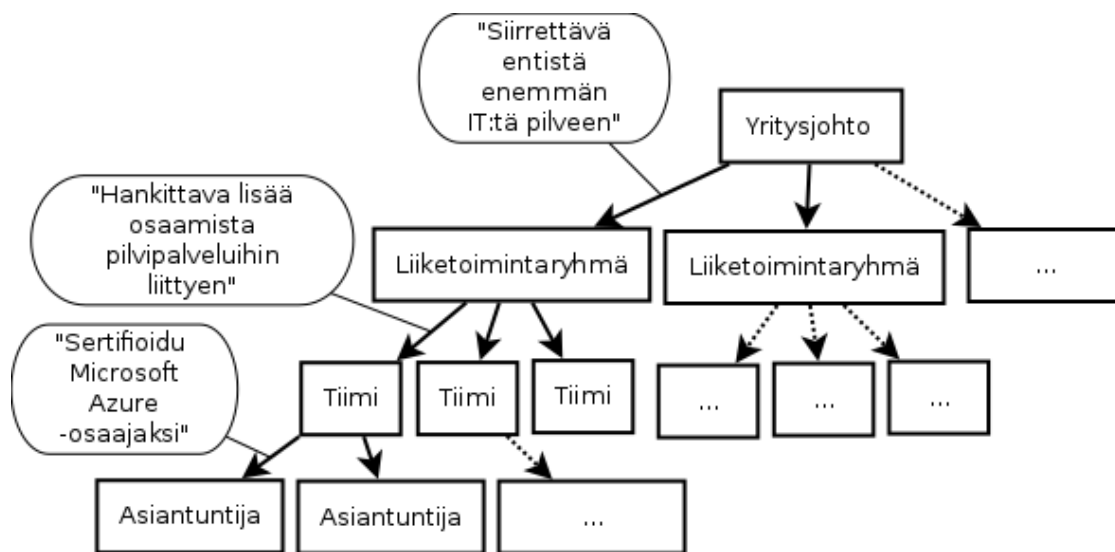 "Siirrettävä
entistä
enemmän
IT:tä pilveen"
Yritysjohto
"Hankittava lisää
osaamista
pilvipalveluihin
liittyen"
Liiketoimintaryhmä
Liiketoimintaryhmä
...
"Sertifioidu
Microsoft
Azure
-osaajaksi"
Tiimi
Tiimi
Tiimi
...
...
...
Asiantuntija
Asiantuntija
...